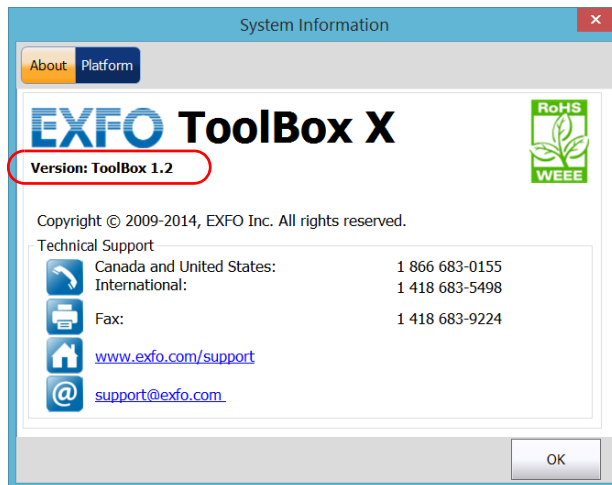 System Information
About
Platform
EXFO ToolBox X
RoHS
WEEE
Version: ToolBox 1.2
Copyright © 2009-2014, EXFO Inc. All rights reserved.
Technical Support
Canada and United States: 1 866 683-0155
International: 1 418 683-5498
Fax: 1 418 683-9224
www.exfo.com/support
@ support@exfo.com
OK